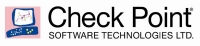 Check Point®
SOFTWARE TECHNOLOGIES LTD.